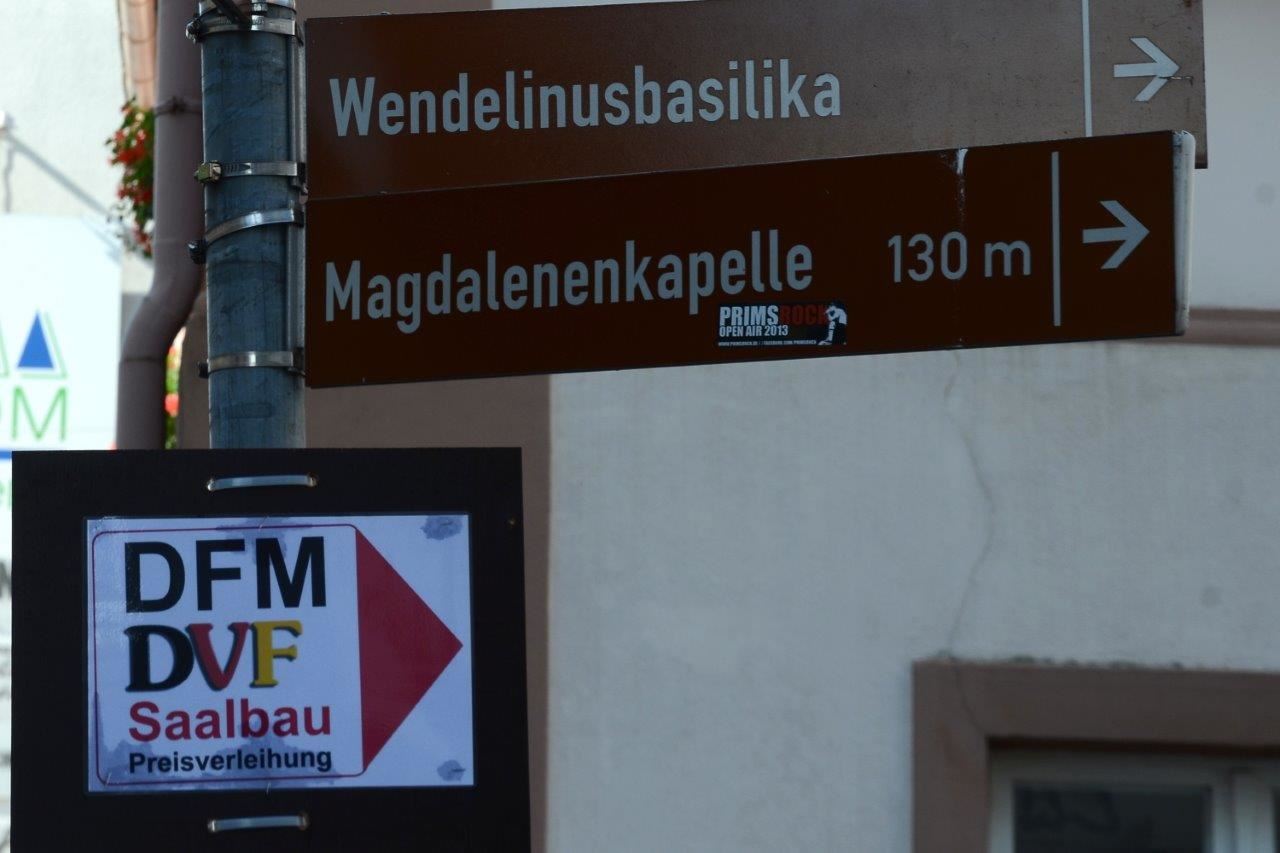 Wendelinusbasilika
Magdalenenkapelle 130 m
PRIMSROCK
OPEN AIR 2013
DFM
DVF
Saalbau
Preisverleihung